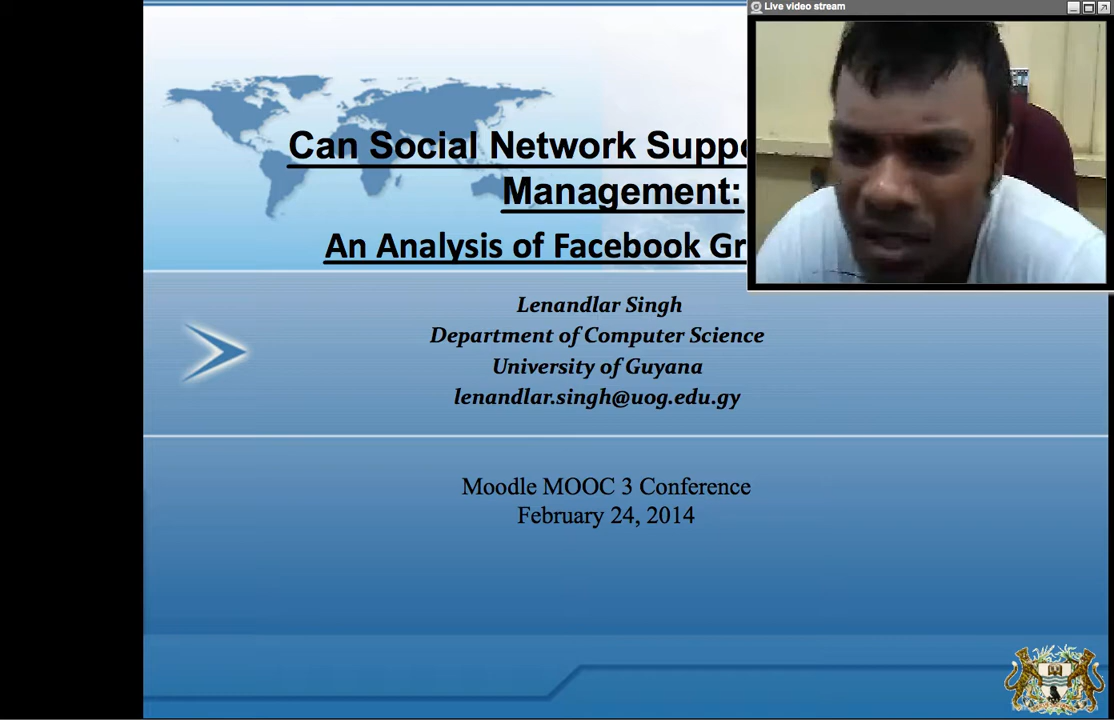 Live video stream
Can Social Network Suppo
Management:
An Analysis of Facebook Gr
Lenandlar Singh
Department of Computer Science
University of Guyana
lenandlar.singh@uog.edu.gy
Moodle MOOC 3 Conference
February 24, 2014